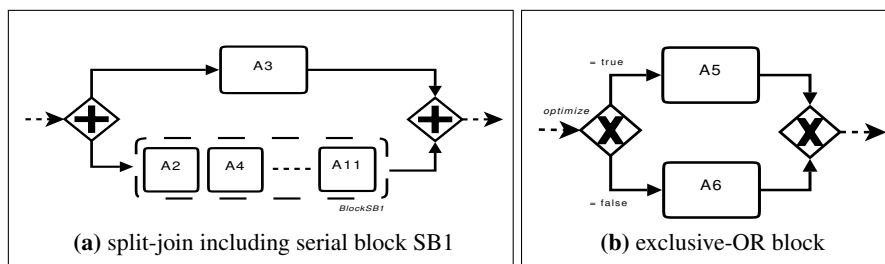 A3
A2 A4 A11
BlockSB1
(a) split-join including serial block SB1
= true
A5
optimize
A6
= false
(b) exclusive-OR block